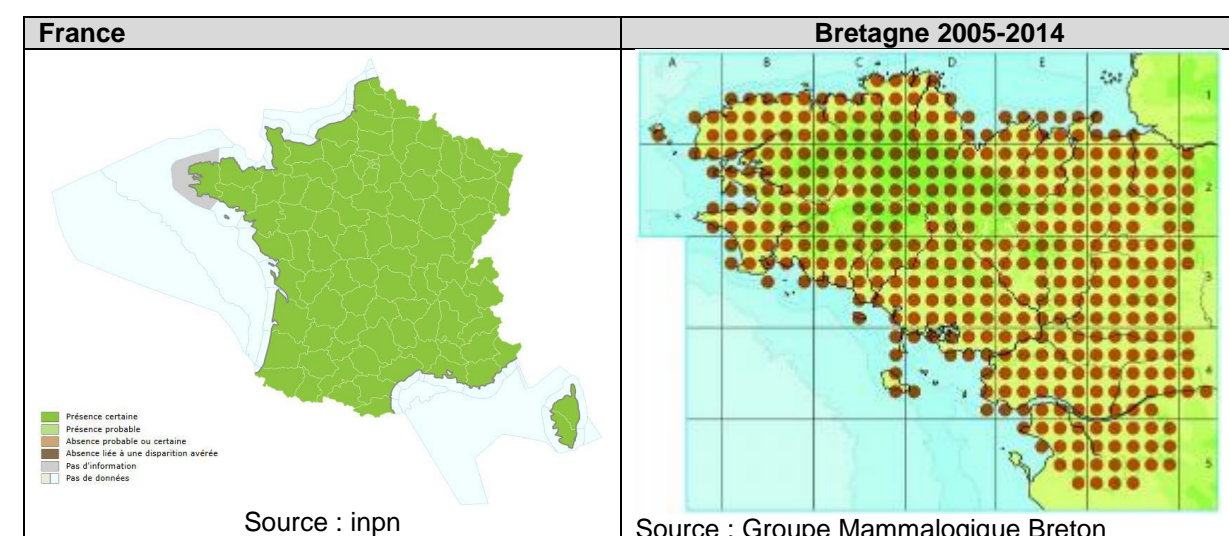 France
Bretagne 2005-2014
Présence certaine
Présence probable
Absence probable ou certaine
Absence liée à une disparition avérée
Pas d'information
Pas de données
Source : inpn
A B C D E
1
2
3
4
5
Source : Groupe Mammalogique Breton